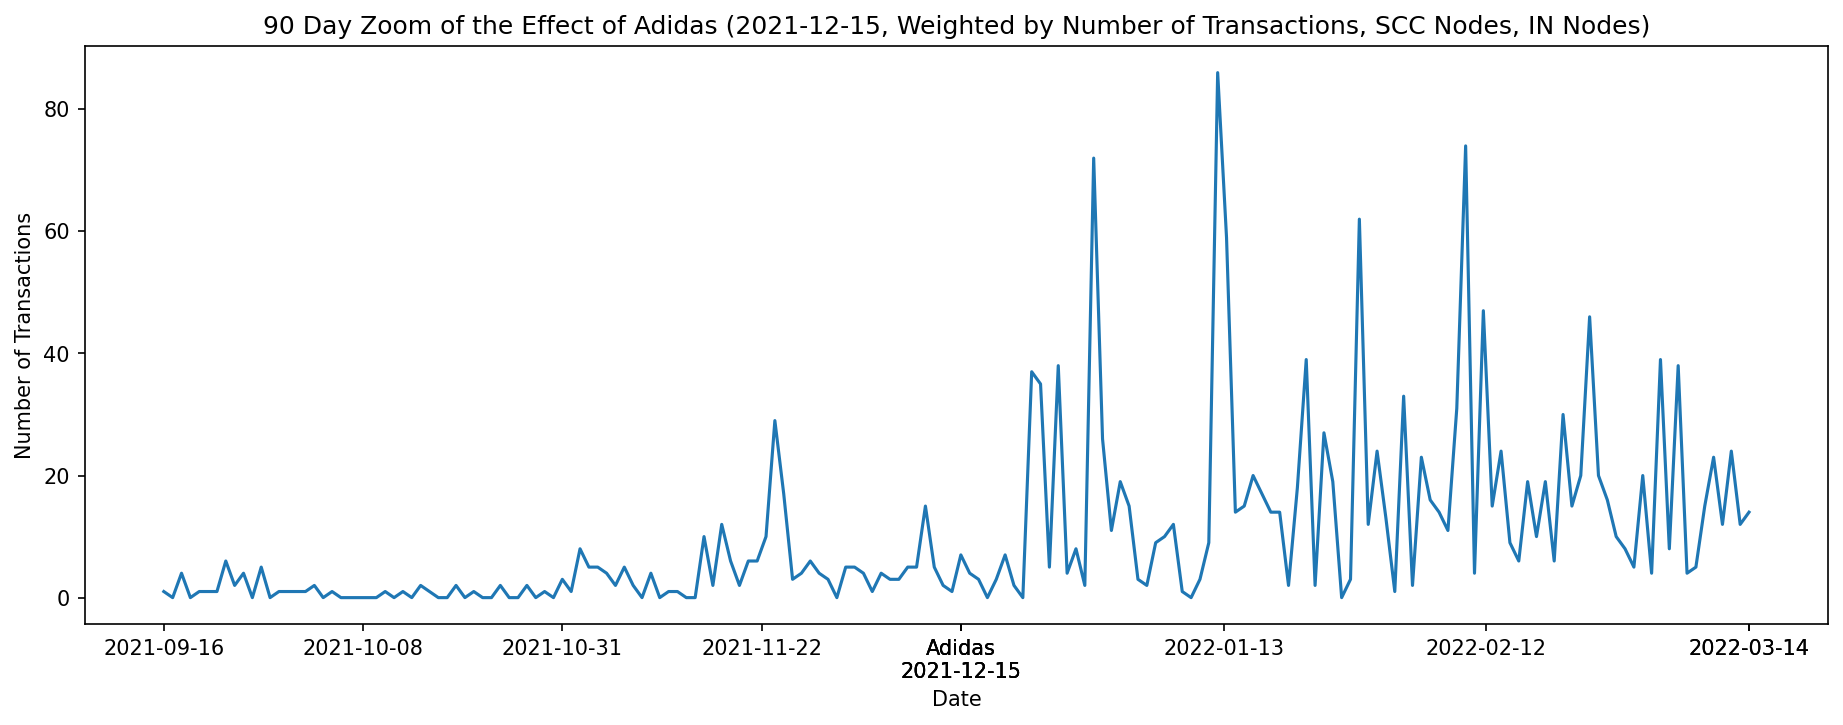 90 Day Zoom of the Effect of Adidas (2021-12-15, Weighted by Number of Transactions, SCC Nodes, IN Nodes)
Number of Transactions
80
60
40
20
0
2021-09-16 2021-10-08 2021-10-31 2021-11-22 Adidas 2022-01-13 2022-02-12 2022-03-14
2021-12-15
Date